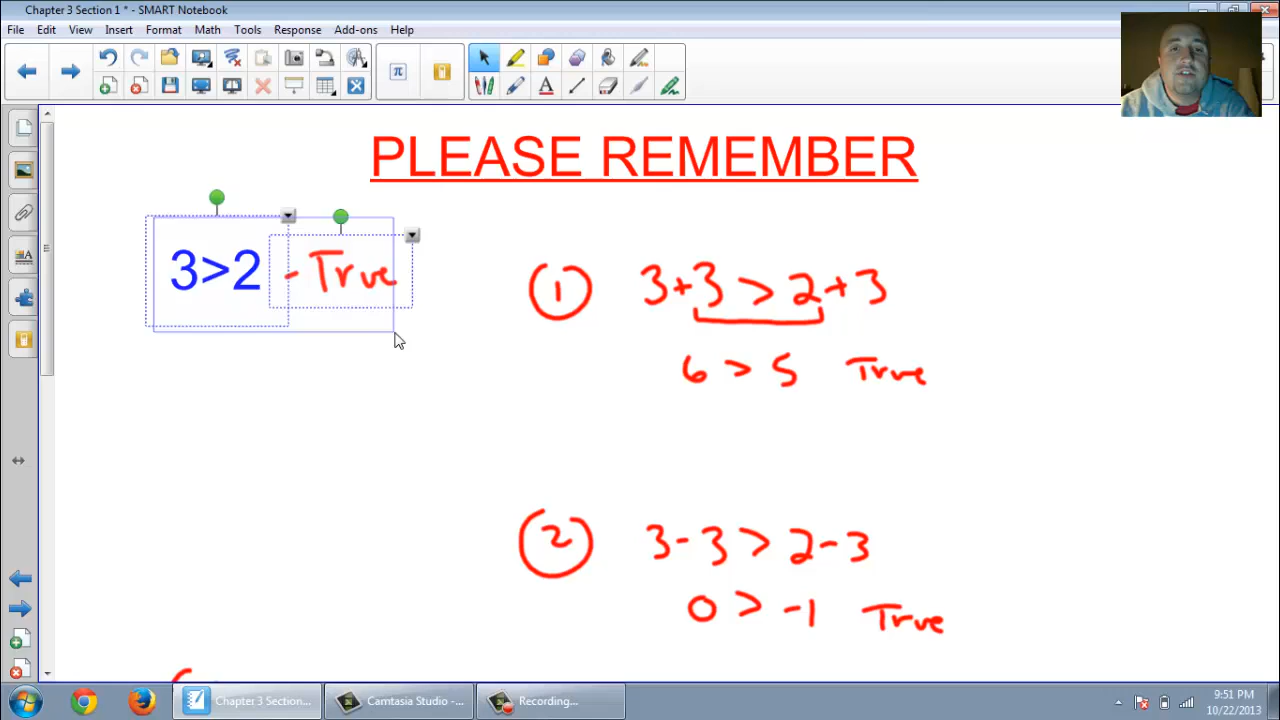 Chapter 3 Section 1 * - SMART Notebook
File Edit View Insert Format Math Tools Response Add-ons Help
π
A
PLEASE REMEMBER
3>2 - True
① 3+3 > 2+3
6 > 5 True
② 3-3 > 2-3
0 > -1 True
Chapter 3 Section... Camtasia Studio -... Recording...
9:51 PM
10/22/2013